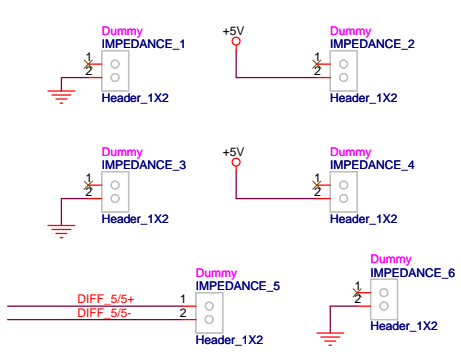 Dummy
IMPEDANCE_1
1
2
Header_1X2
+5V
Dummy
IMPEDANCE_2
1
2
Header_1X2
Dummy
IMPEDANCE_3
1
2
Header_1X2
+5V
Dummy
IMPEDANCE_4
1
2
Header_1X2
Dummy
IMPEDANCE_5
DIFF_5/5+ 1
DIFF_5/5- 2
Header_1X2
Dummy
IMPEDANCE_6
1
2
Header_1X2